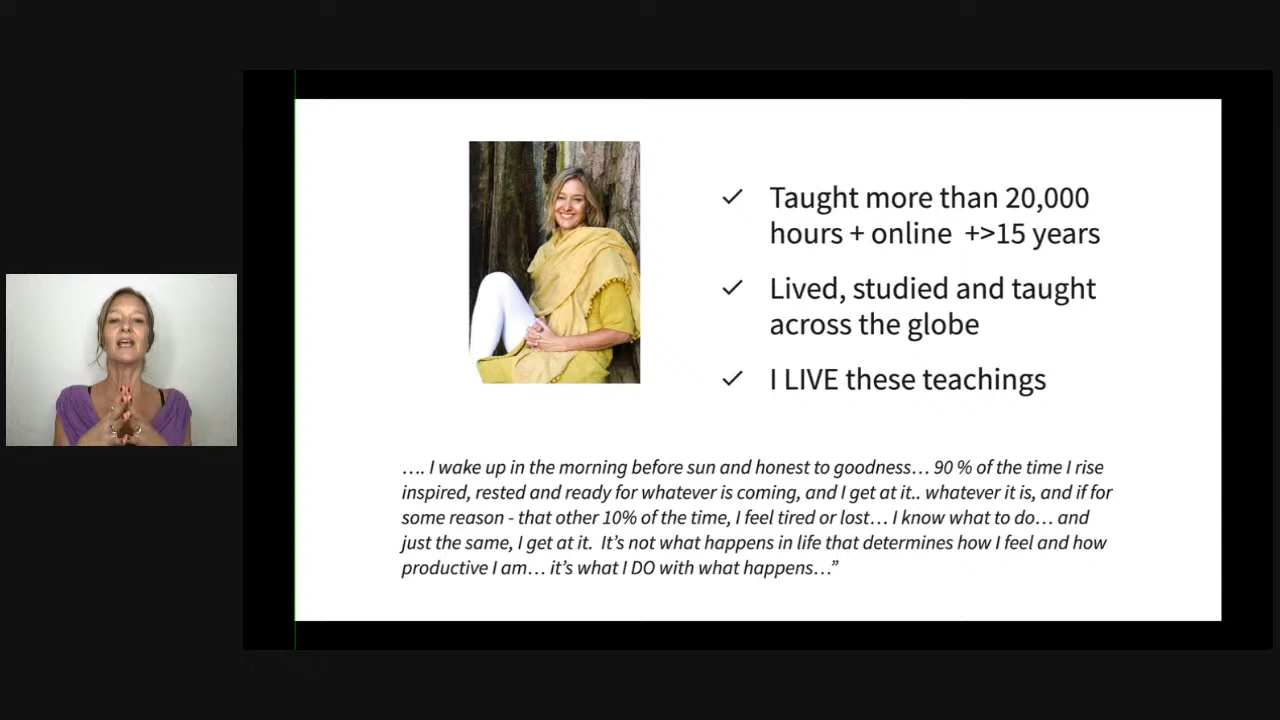 Taught more than 20,000
hours + online  +>15 years
Lived, studied and taught
across the globe
I LIVE these teachings
…. I wake up in the morning before sun and honest to goodness… 90 % of the time I rise
inspired, rested and ready for whatever is coming, and I get at it.. whatever it is, and if for
some reason - that other 10% of the time, I feel tired or lost… I know what to do… and
just the same, I get at it.  It’s not what happens in life that determines how I feel and how
productive I am… it’s what I DO with what happens…”